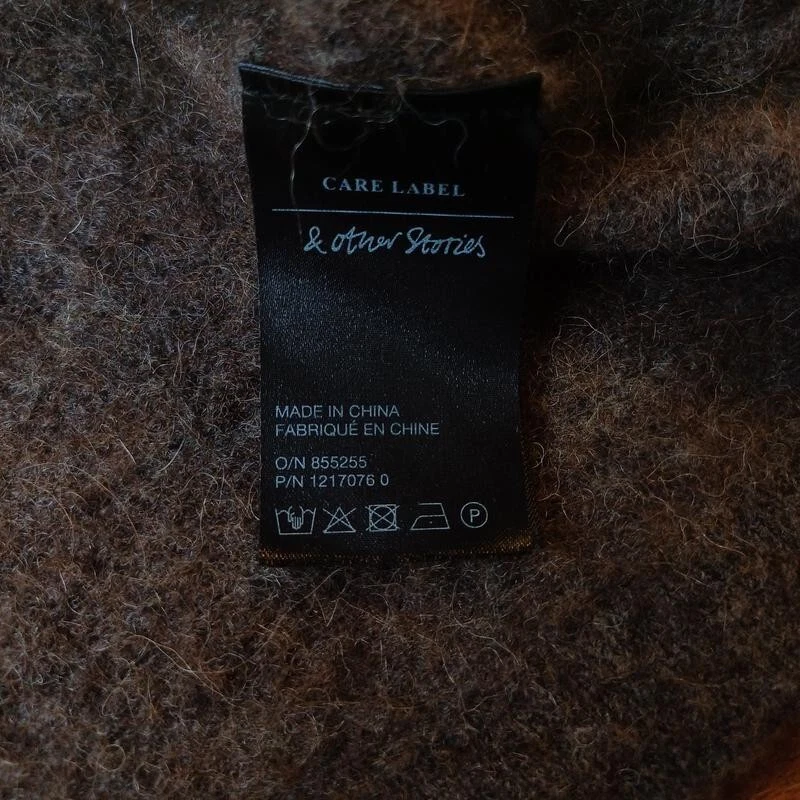 CARE LABEL
& other Stories
MADE IN CHINA
FABRIQUÉ EN CHINE
O/N 855255
P/N 1217076 0
P